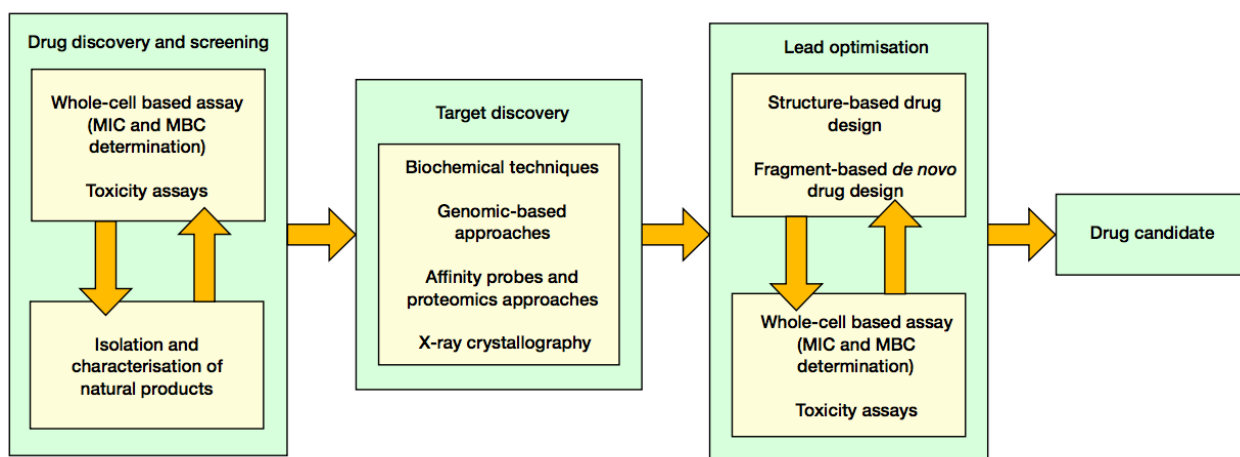 Drug discovery and screening
Whole-cell based assay
(MIC and MBC
determination)
Toxicity assays
Isolation and
characterisation of
natural products
Target discovery
Biochemical techniques
Genomic-based
approaches
Affinity probes and
proteomics approaches
X-ray crystallography
Lead optimisation
Structure-based drug
design
Fragment-based de novo
drug design
Whole-cell based assay
(MIC and MBC
determination)
Toxicity assays
Drug candidate